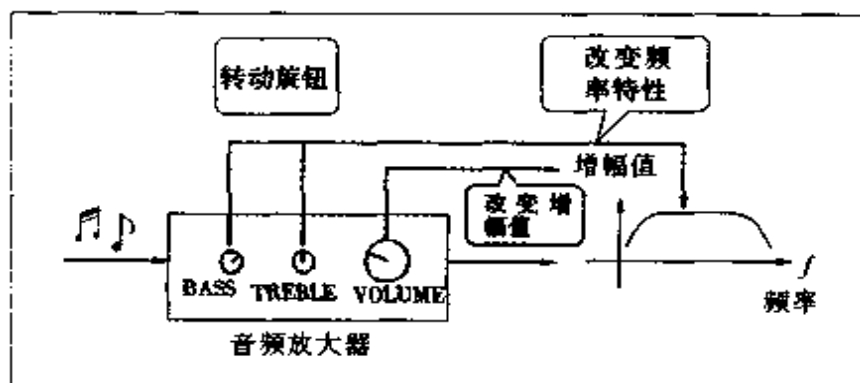 转动旋钮
改变频
率特性
增幅值
改变增
幅值
BASS TREBLE VOLUME
f
频率
音频放大器